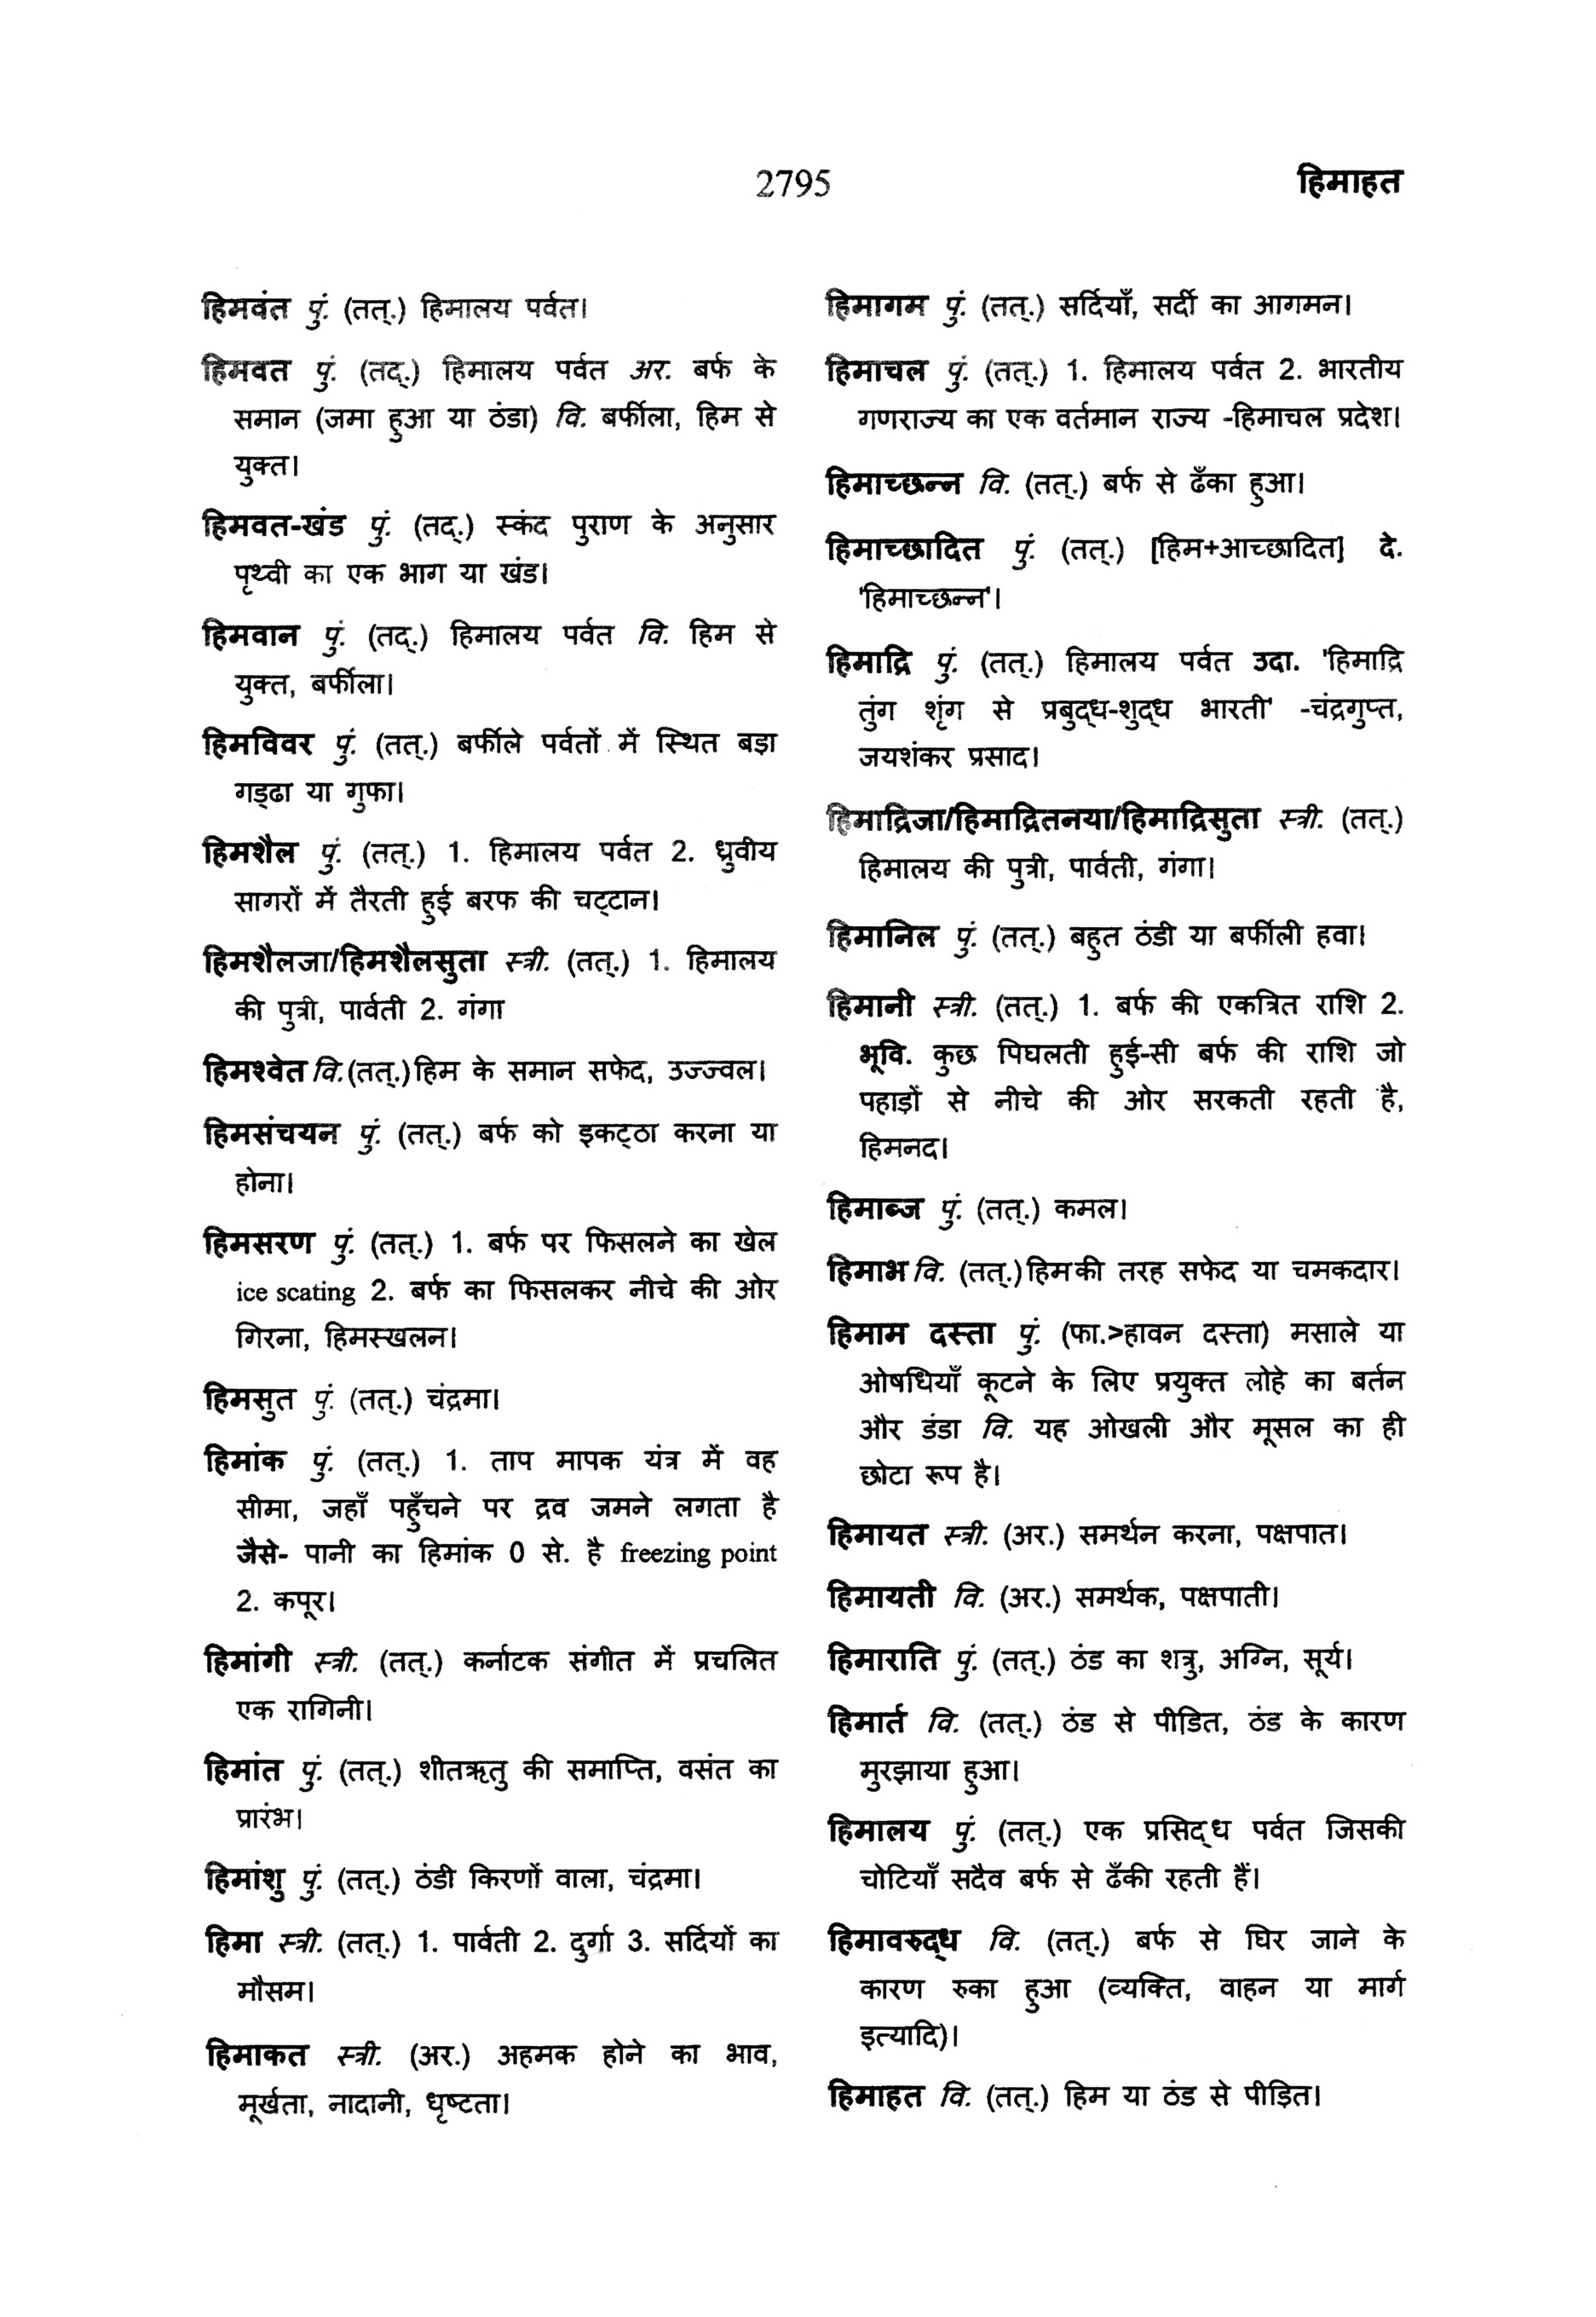 2795
हिमाहत
हिमवंत पुं. (तत्.) हिमालय पर्वत।
हिमवत पुं. (तद्.) हिमालय पर्वत अर. बर्फ के
समान (जमा हुआ या ठंडा) वि. बर्फीला, हिम से
युक्त।
हिमवत-खंड पुं. (तद्.) स्कंद पुराण के अनुसार
पृथ्वी का एक भाग या खंड।
हिमवान पुं. (तद्.) हिमालय पर्वत वि. हिम से
युक्त, बर्फीला।
हिमविवर पुं. (तत्.) बर्फीले पर्वतों में स्थित बड़ा
गड्ढा या गुफा।
हिमशैल पुं. (तत्.) 1. हिमालय पर्वत 2. ध्रुवीय
सागरों में तैरती हुई बरफ की चट्टान।
हिमशैलजा/हिमशैलसुता स्त्री. (तत्.) 1. हिमालय
की पुत्री, पार्वती 2. गंगा
हिमश्वेत वि.(तत्.)हिम के समान सफेद, उज्ज्वल।
हिमसंचयन पुं. (तत्.) बर्फ को इकट्ठा करना या
होना।
हिमसरण पुं. (तत्.) 1. बर्फ पर फिसलने का खेल
ice scating 2. बर्फ का फिसलकर नीचे की ओर
गिरना, हिमस्खलन।
हिमसुत पुं. (तत्.) चंद्रमा।
हिमांक पुं. (तत्.) 1. ताप मापक यंत्र में वह
सीमा, जहाँ पहुँचने पर द्रव जमने लगता है
जैसे- पानी का हिमांक 0 से. है freezing point
2. कपूर।
हिमांगी स्त्री. (तत्.) कर्नाटक संगीत में प्रचलित
एक रागिनी।
हिमांत पुं. (तत्.) शीतऋतु की समाप्ति, वसंत का
प्रारंभ।
हिमांशु पुं. (तत्.) ठंडी किरणों वाला, चंद्रमा।
हिमा स्त्री. (तत्.) 1. पार्वती 2. दुर्गा 3. सर्दियों का
मौसम।
हिमाकत स्त्री. (अर.) अहमक होने का भाव,
मूर्खता, नादानी, धृष्टता।
हिमागम पुं. (तत्.) सर्दियाँ, सर्दी का आगमन।
हिमाचल पुं. (तत्.) 1. हिमालय पर्वत 2. भारतीय
गणराज्य का एक वर्तमान राज्य -हिमाचल प्रदेश।
हिमाच्छन्न वि. (तत्.) बर्फ से ढँका हुआ।
हिमाच्छादित पुं. (तत्.) [हिम+आच्छादित] दे.
'हिमाच्छन्न'।
हिमाद्रि पुं. (तत्.) हिमालय पर्वत उदा. 'हिमाद्रि
तुंग शृंग से प्रबुद्ध-शुद्ध भारती' -चंद्रगुप्त,
जयशंकर प्रसाद।
हिमाद्रिजा/हिमाद्रितनया/हिमाद्रिसुता स्त्री. (तत्.)
हिमालय की पुत्री, पार्वती, गंगा।
हिमानिल पुं. (तत्.) बहुत ठंडी या बर्फीली हवा।
हिमानी स्त्री. (तत्.) 1. बर्फ की एकत्रित राशि 2.
भूवि. कुछ पिघलती हुई-सी बर्फ की राशि जो
पहाड़ों से नीचे की ओर सरकती रहती है,
हिमनद।
हिमाब्ज पुं. (तत्.) कमल।
हिमाभ वि. (तत्.)हिमकी तरह सफेद या चमकदार।
हिमाम दस्ता पुं. (फा.>हावन दस्ता) मसाले या
ओषधियाँ कूटने के लिए प्रयुक्त लोहे का बर्तन
और डंडा वि. यह ओखली और मूसल का ही
छोटा रूप है।
हिमायत स्त्री. (अर.) समर्थन करना, पक्षपात।
हिमायती वि. (अर.) समर्थक, पक्षपाती।
हिमाराति पुं. (तत्.) ठंड का शत्रु, अग्नि, सूर्य।
हिमार्त वि. (तत्.) ठंड से पीडि़त, ठंड के कारण
मुरझाया हुआ।
हिमालय पुं. (तत्.) एक प्रसिद्ध पर्वत जिसकी
चोटियाँ सदैव बर्फ से ढँकी रहती हैं।
हिमावरुद्ध वि. (तत्.) बर्फ से घिर जाने के
कारण रुका हुआ (व्यक्ति, वाहन या मार्ग
इत्यादि)।
हिमाहत वि. (तत्.) हिम या ठंड से पीड़ित।